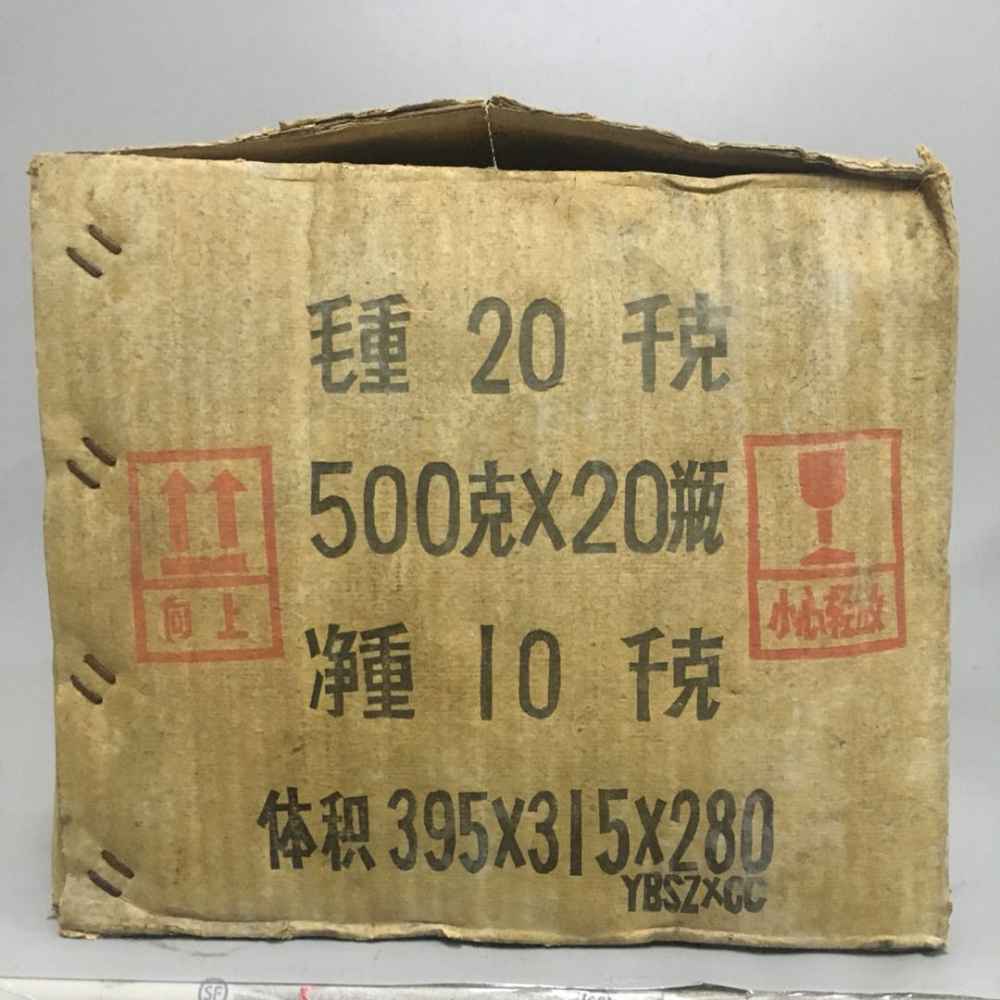 毛重 20 千克
500克X20瓶
向上
小心轻放
净重 10 千克
体积 395X315X280
YBSZXCC
SF